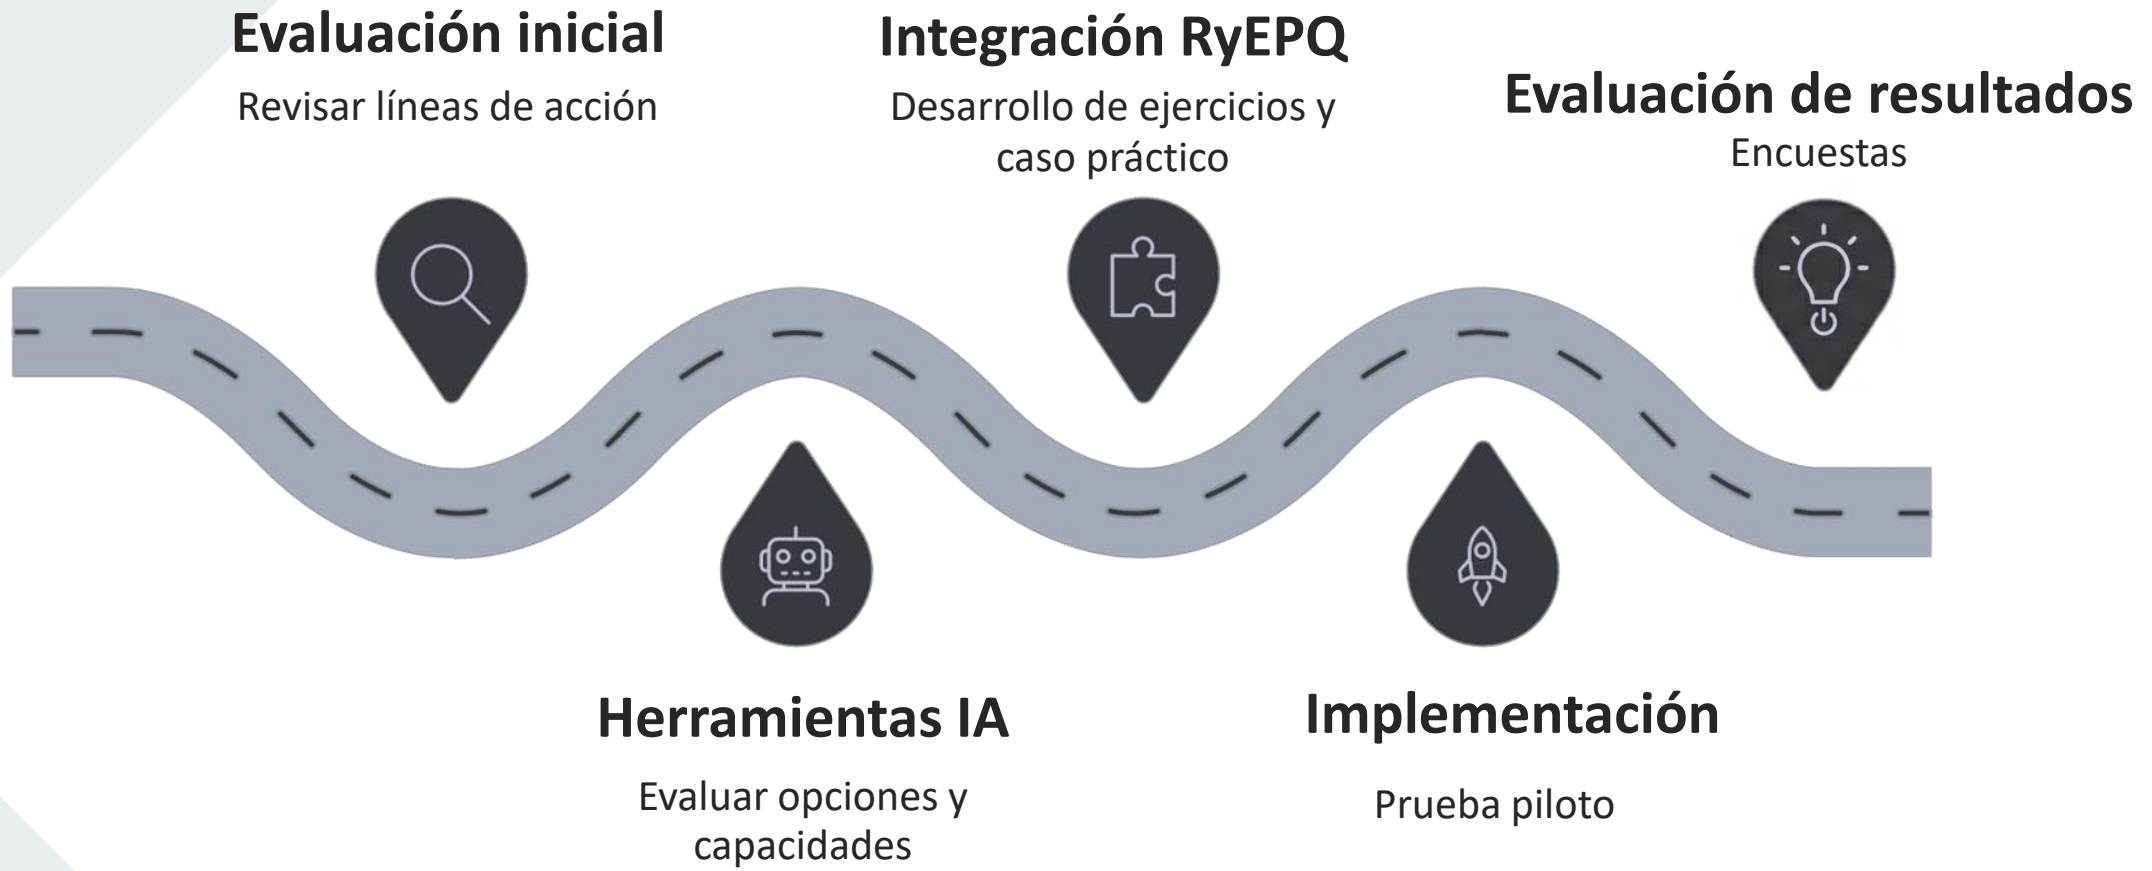 Evaluación inicial
Revisar líneas de acción
Herramientas IA
Evaluar opciones y
capacidades
Integración RyEPQ
Desarrollo de ejercicios y
caso práctico
Implementación
Prueba piloto
Evaluación de resultados
Encuestas